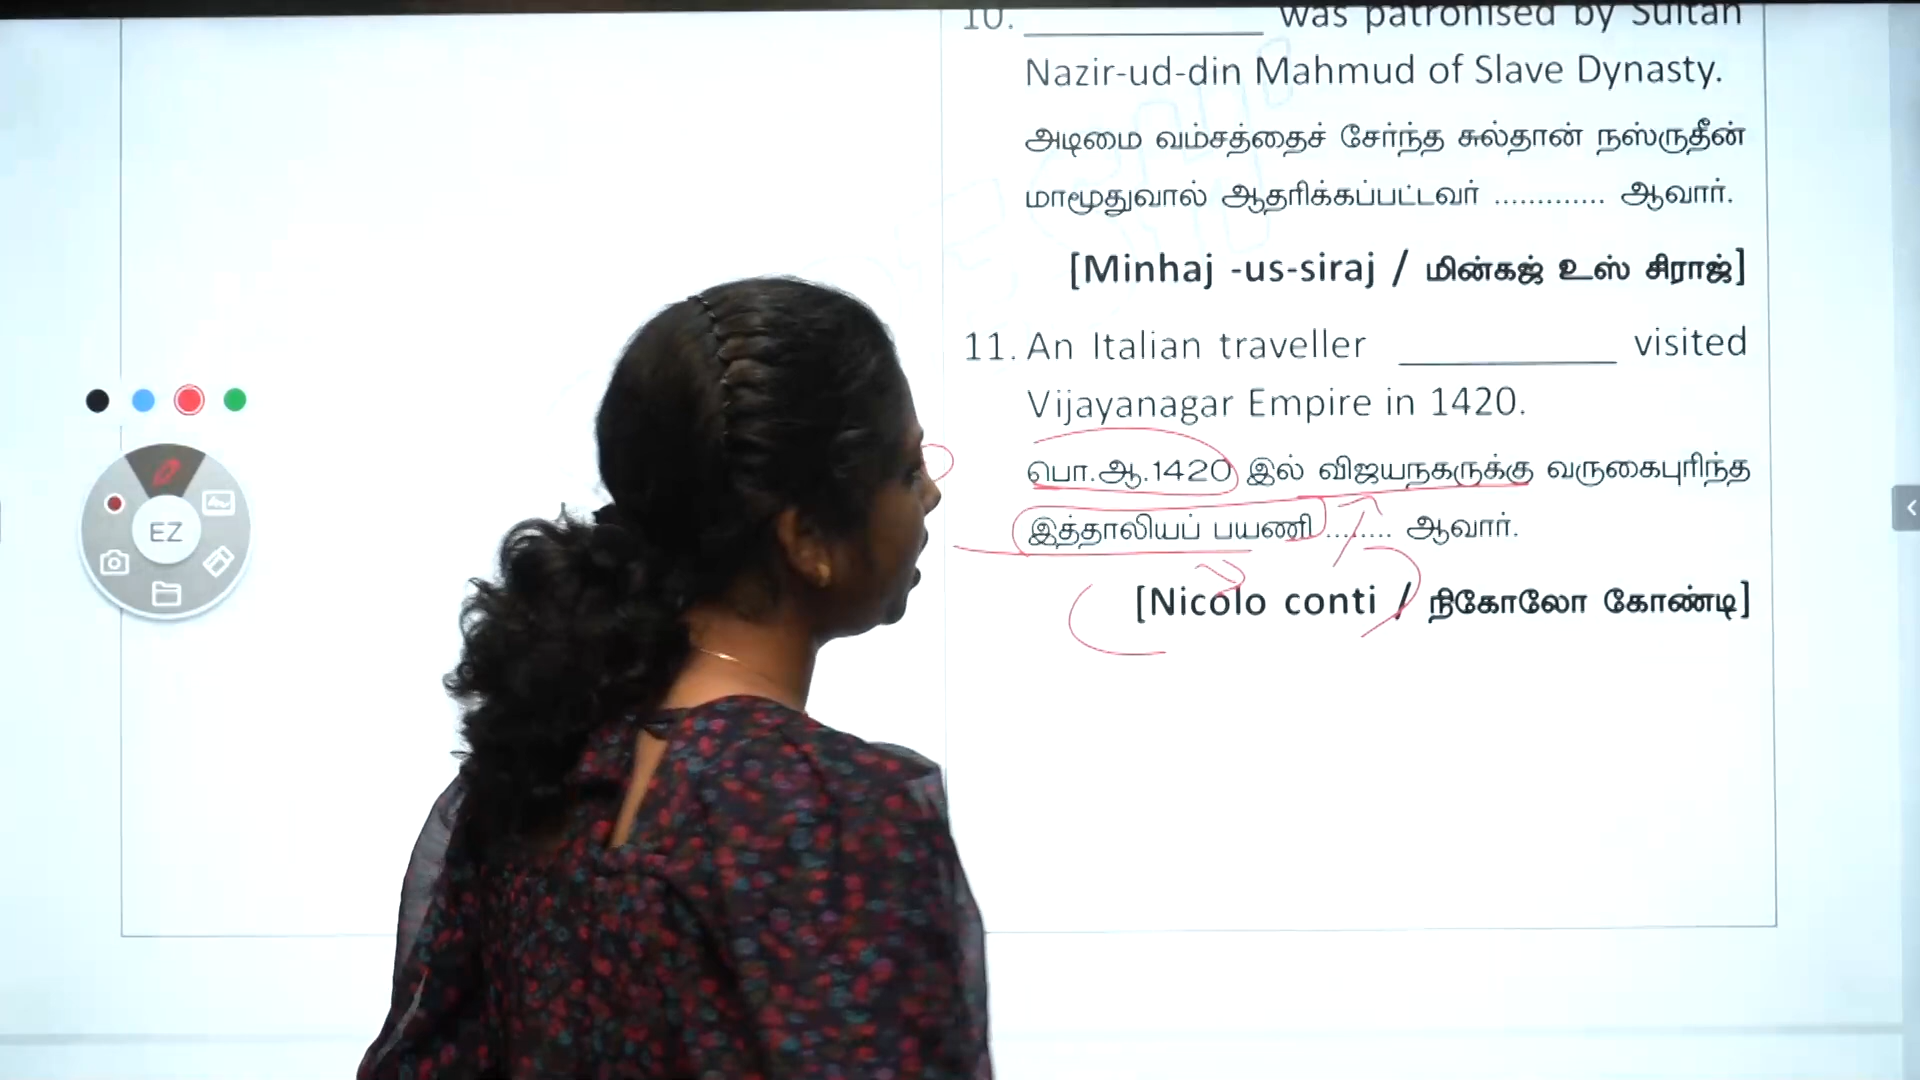 10. __________ was patronised by Sultan
Nazir-ud-din Mahmud of Slave Dynasty.
அடிமை வம்சத்தைச் சேர்ந்த சுல்தான் நஸ்ருதீன்
மாமூதுவால் ஆதரிக்கப்பட்டவர் ............. ஆவார்.
[Minhaj -us-siraj / மின்கஜ் உஸ் சிராஜ்]
11. An Italian traveller __________ visited
Vijayanagar Empire in 1420.
பொ.ஆ.1420 இல் விஜயநகருக்கு வருகைபுரிந்த
இத்தாலியப் பயணி ........ ஆவார்.
[Nicolo conti / நிகோலோ கோண்டி]
EZ